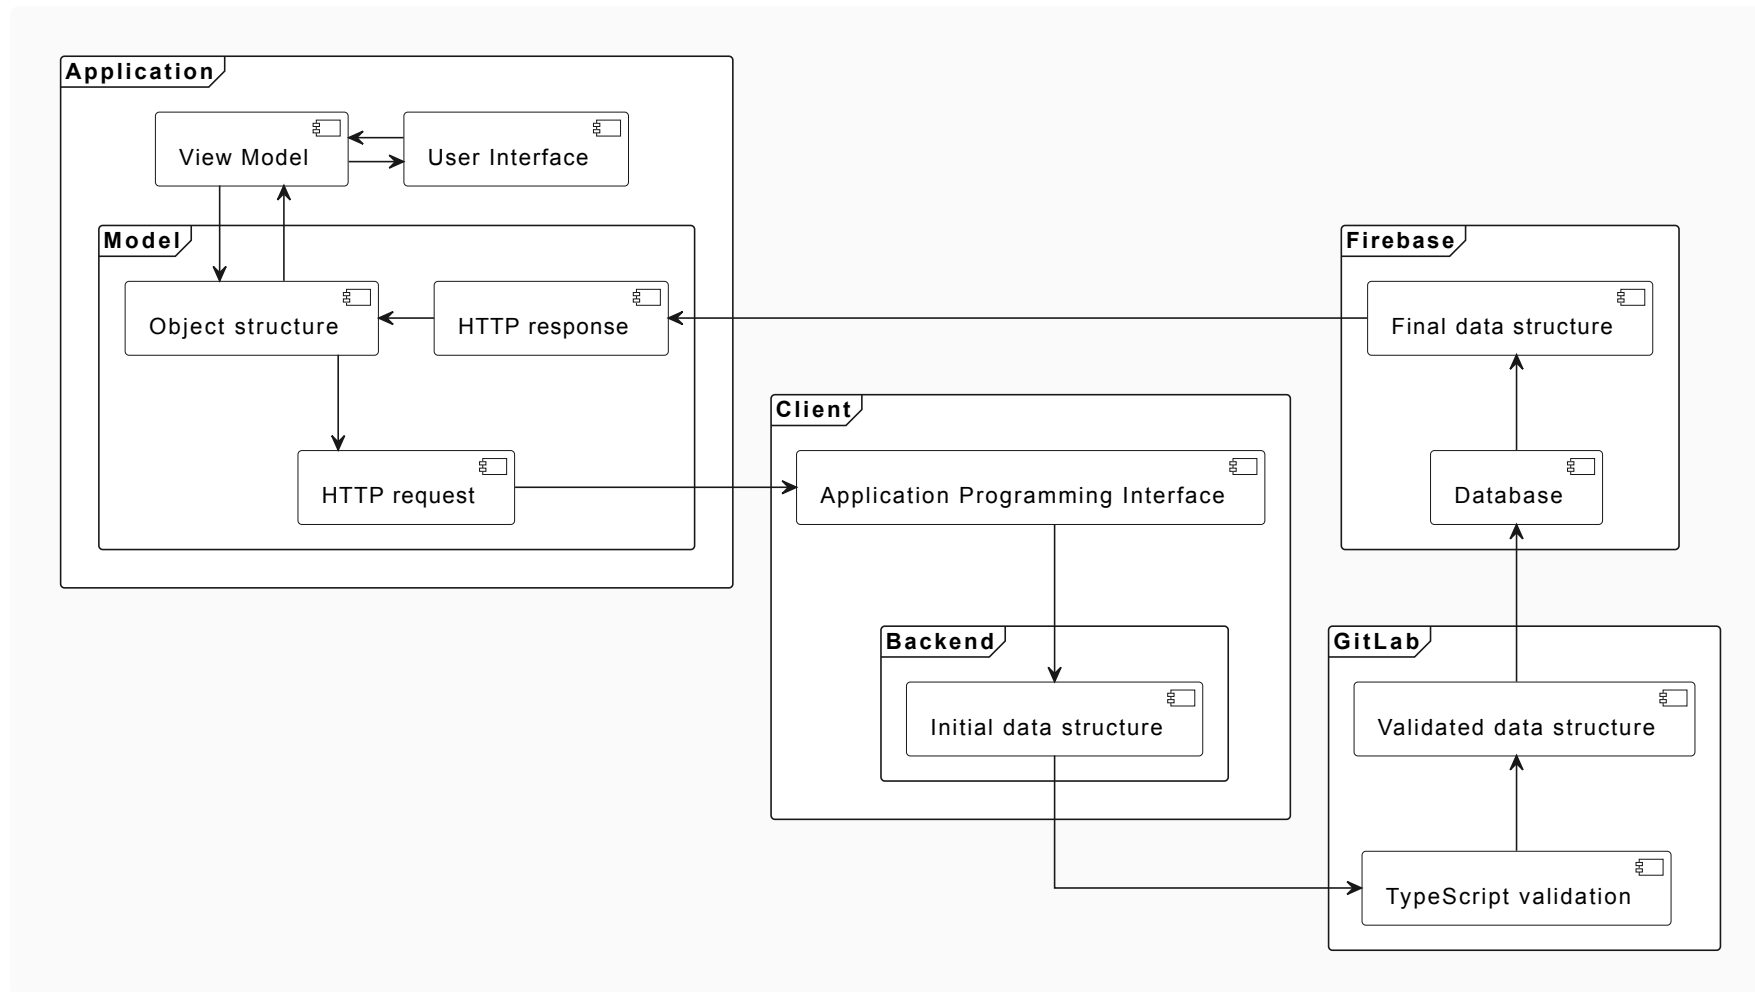 Application
View Model
User Interface
Model
Object structure
HTTP response
HTTP request
Client
Application Programming Interface
Backend
Initial data structure
Firebase
Final data structure
Database
GitLab
Validated data structure
TypeScript validation